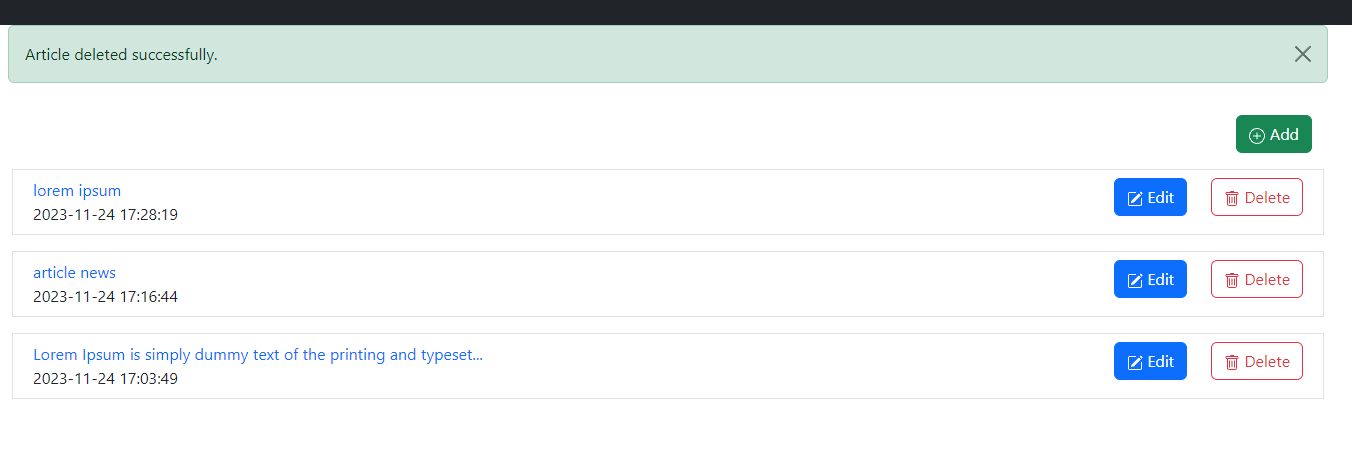 Article deleted successfully.
Add
lorem ipsum
2023-11-24 17:28:19
Edit
Delete
article news
2023-11-24 17:16:44
Edit
Delete
Lorem Ipsum is simply dummy text of the printing and typeset...
2023-11-24 17:03:49
Edit
Delete